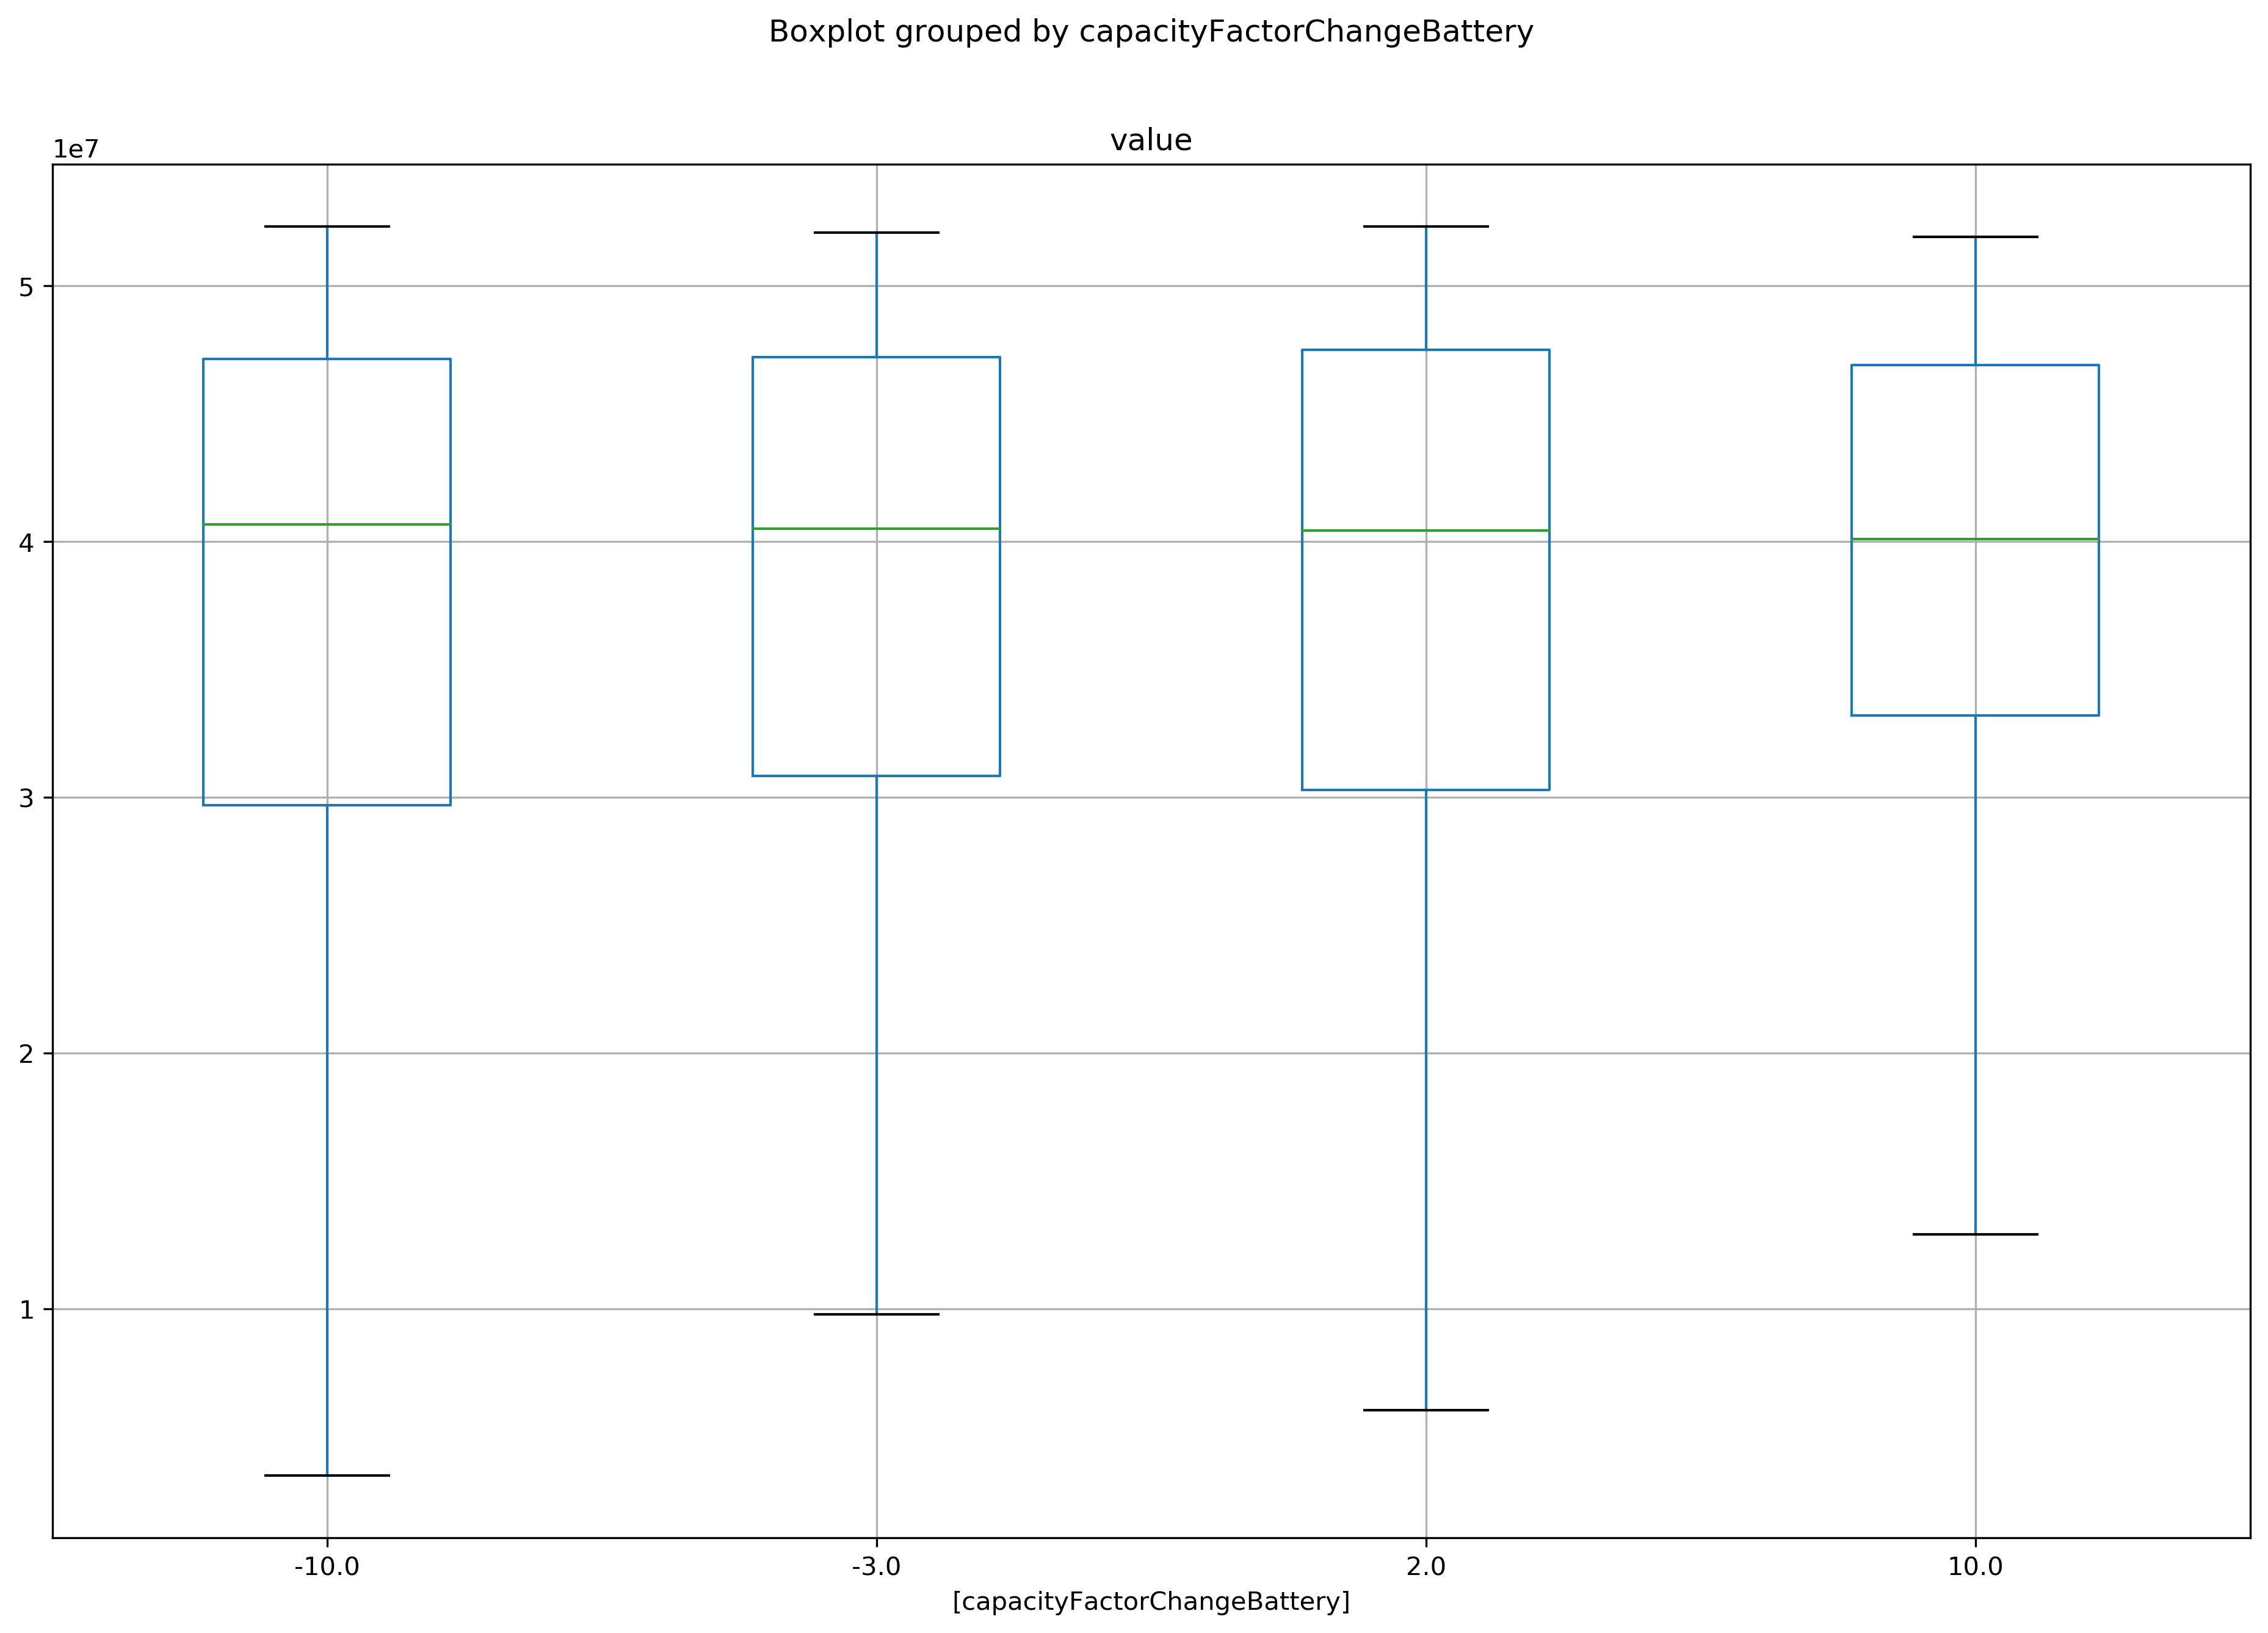 Boxplot grouped by capacityFactorChangeBattery
value
1e7
5
4
3
2
1
-10.0 -3.0 2.0 10.0
[capacityFactorChangeBattery]